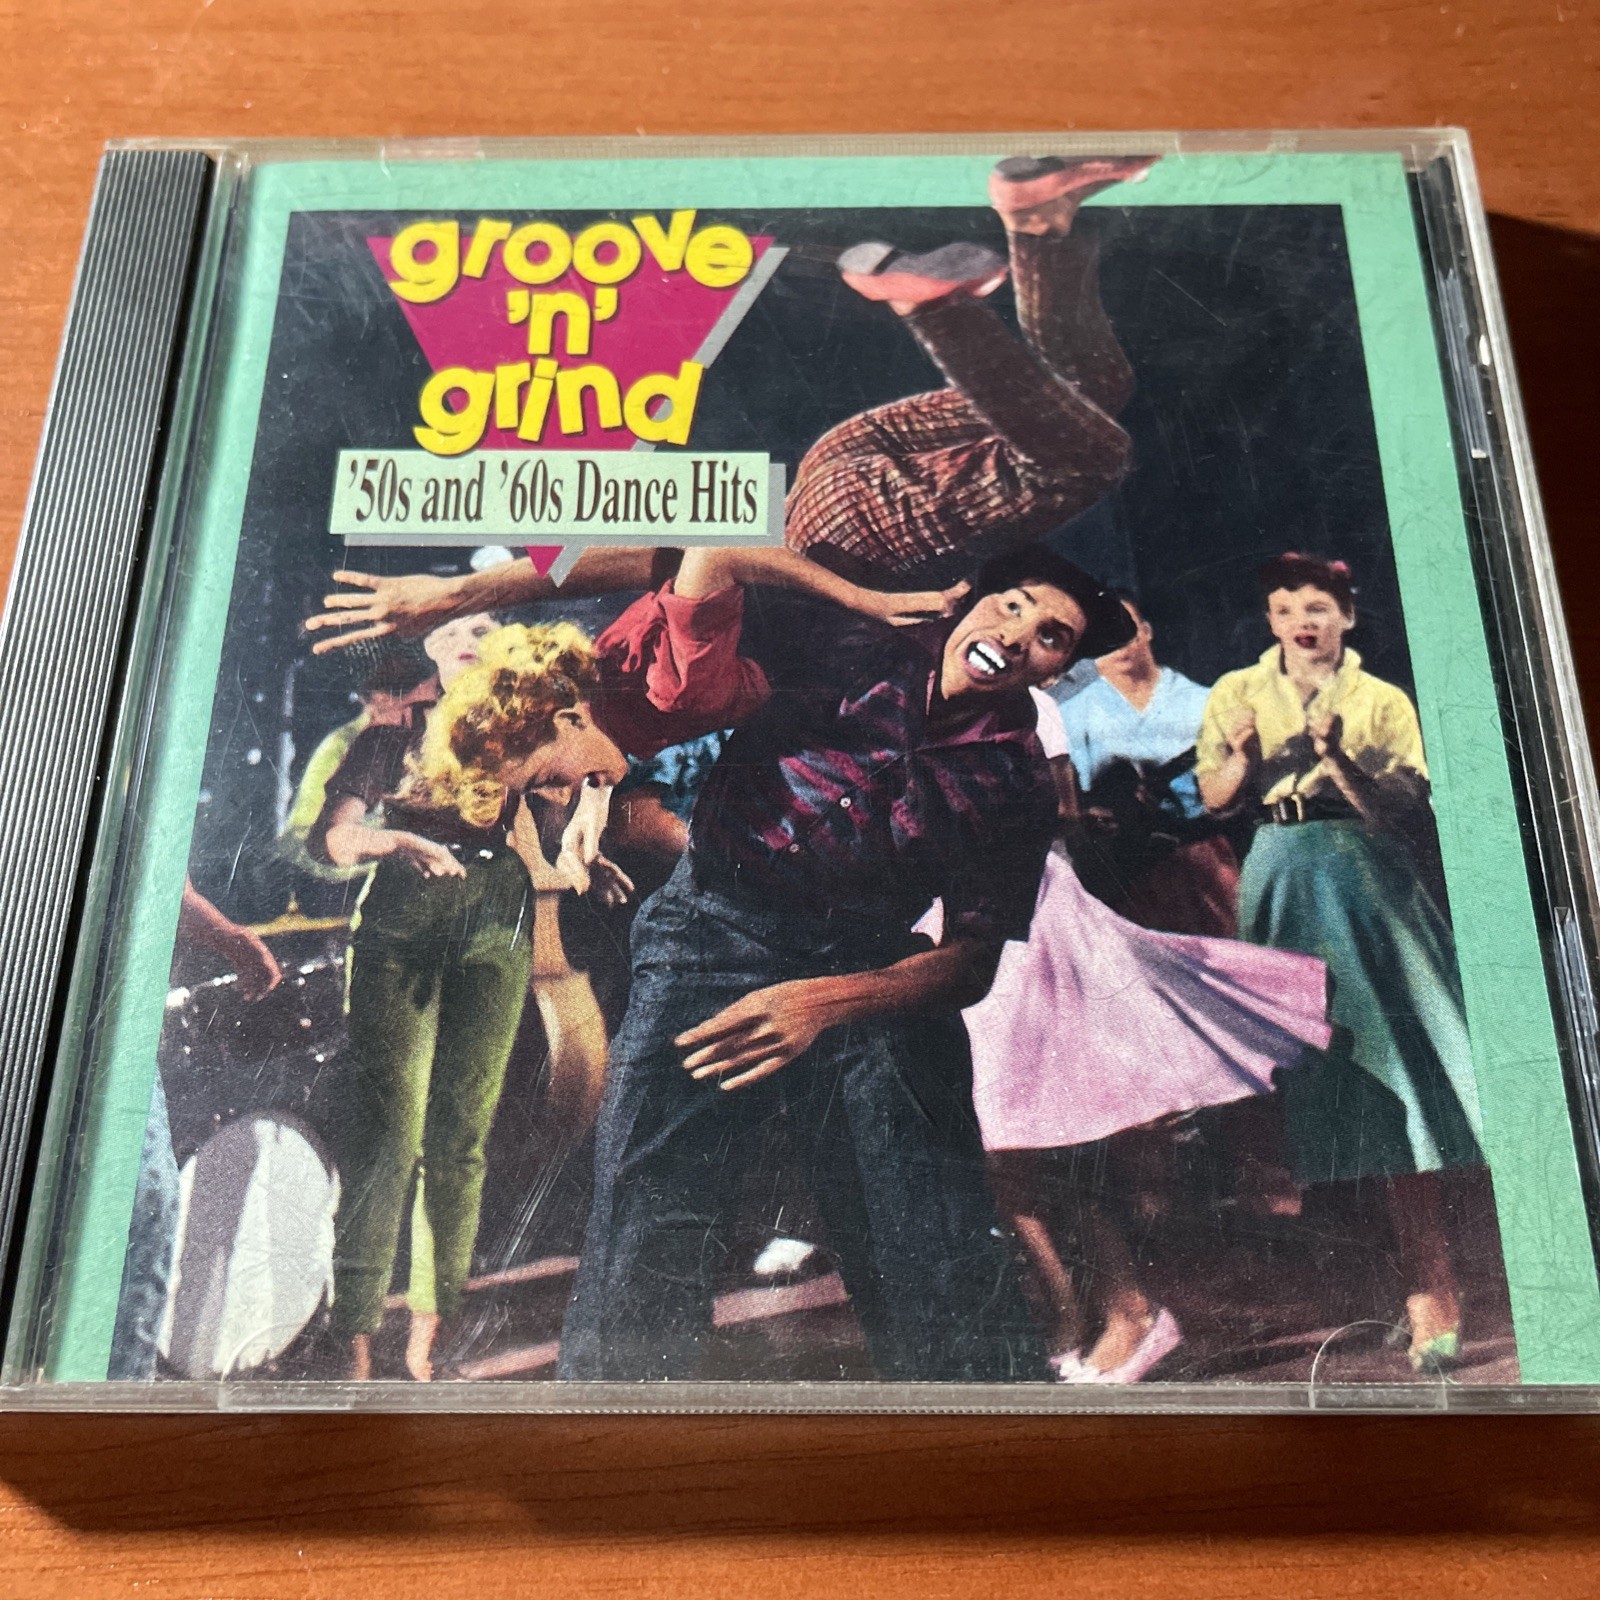 groove
'n'
grind
'50s and '60s Dance Hits